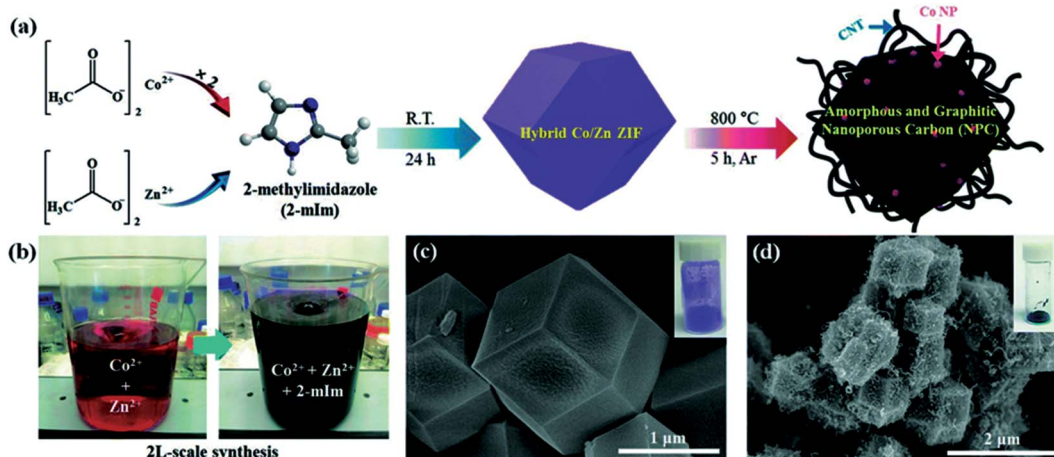 (a)
O
H₃C
O⁻
2
Co²⁺
× 2
O
H₃C
O⁻
2
Zn²⁺
2-methylimidazole
(2-mIm)
R.T.
24 h
Hybrid Co/Zn ZIF
800 °C
5 h, Ar
CNT
Co NP
Amorphous and Graphitic
Nanoporous Carbon (NPC)
(b)
Co²⁺
+
Zn²⁺
Co²⁺ + Zn²⁺
+ 2-mIm
2L-scale synthesis
(c)
1 µm
(d)
2 µm